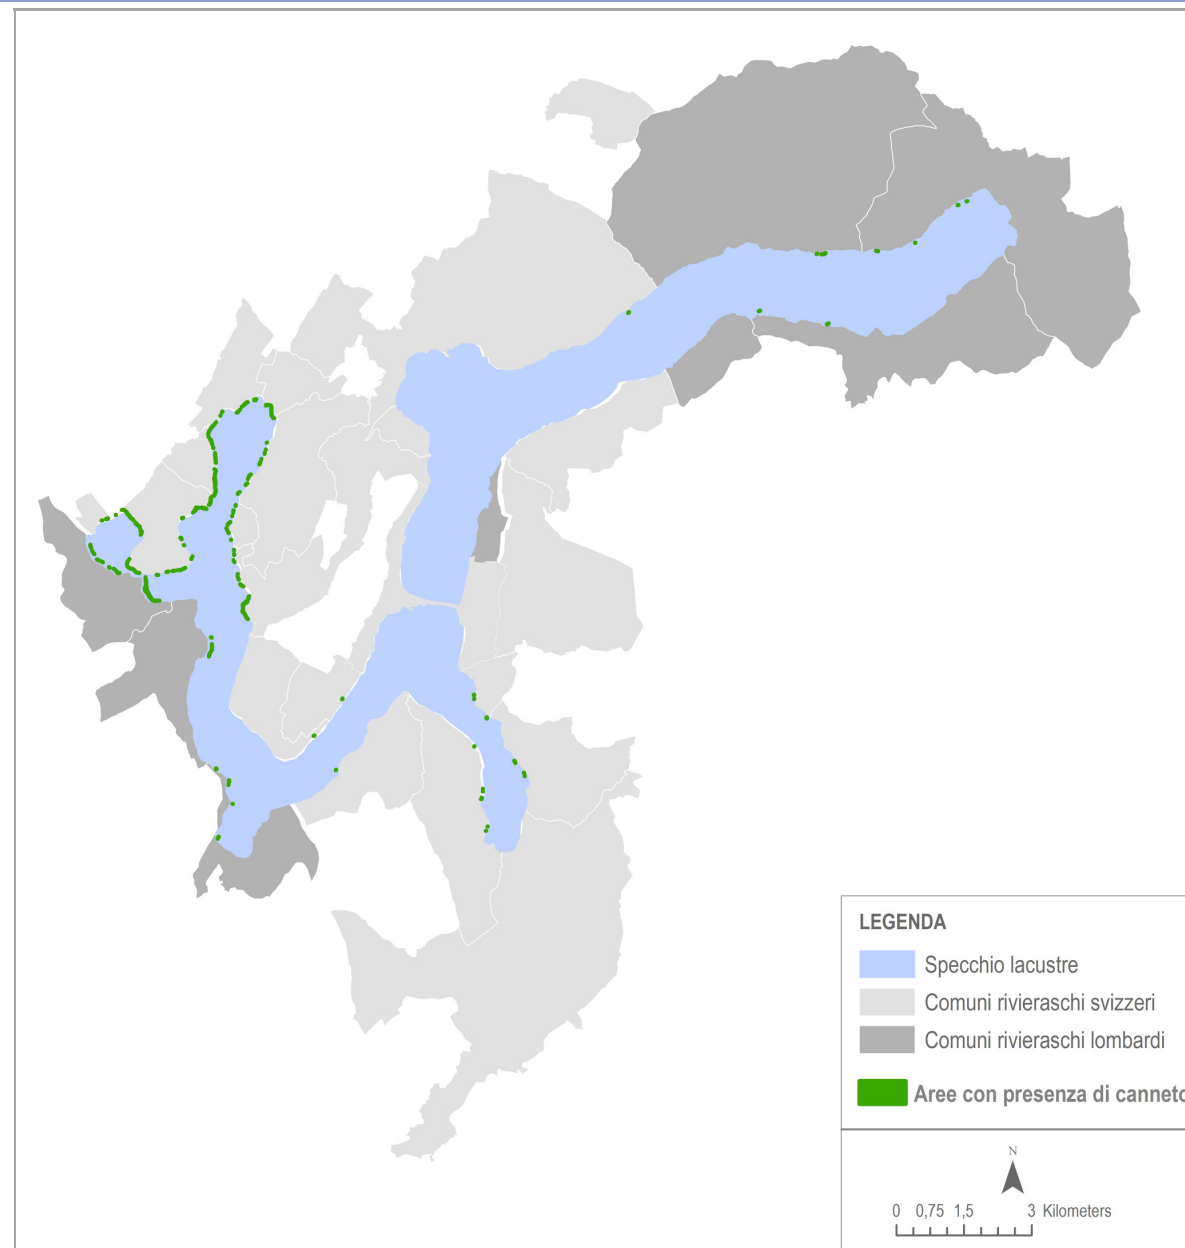 LEGENDA
Specchio lacustre
Comuni rivieraschi svizzeri
Comuni rivieraschi lombardi
Aree con presenza di canneto
N
0 0,75 1,5 3 Kilometers